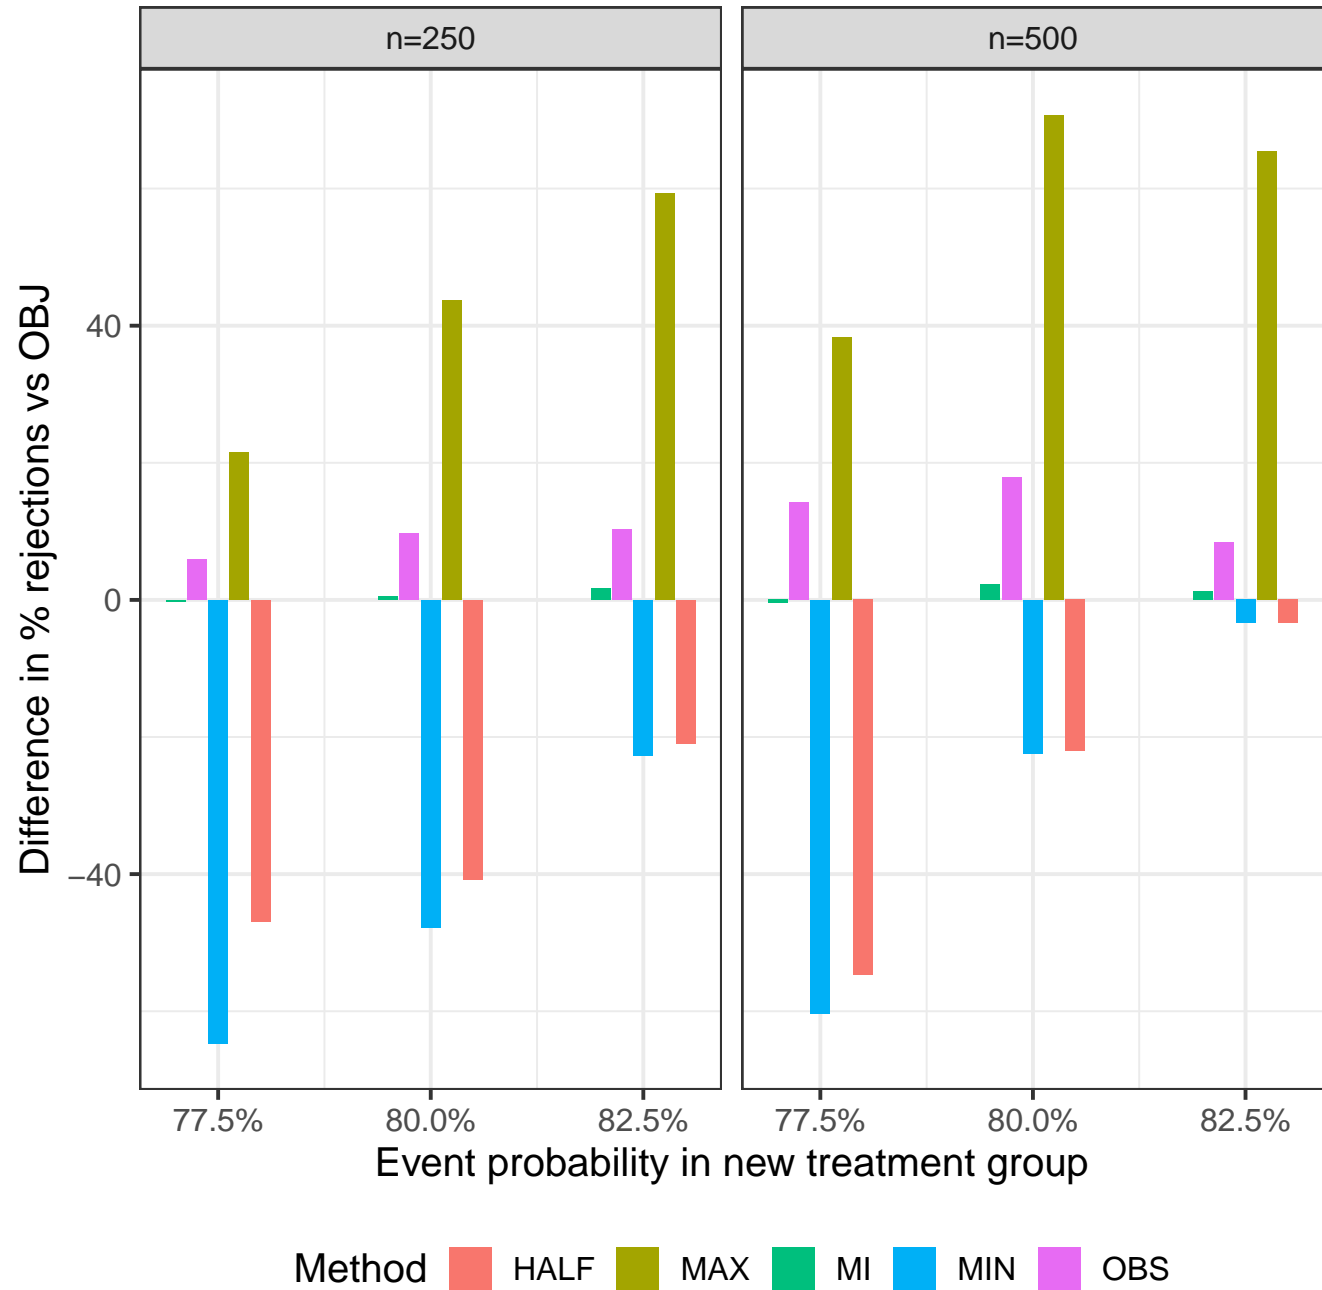 n=250
n=500
Difference in % rejections vs OBJ
40
0
−40
77.5%
80.0%
82.5%
77.5%
80.0%
82.5%
Event probability in new treatment group
Method HALF MAX MI MIN OBS